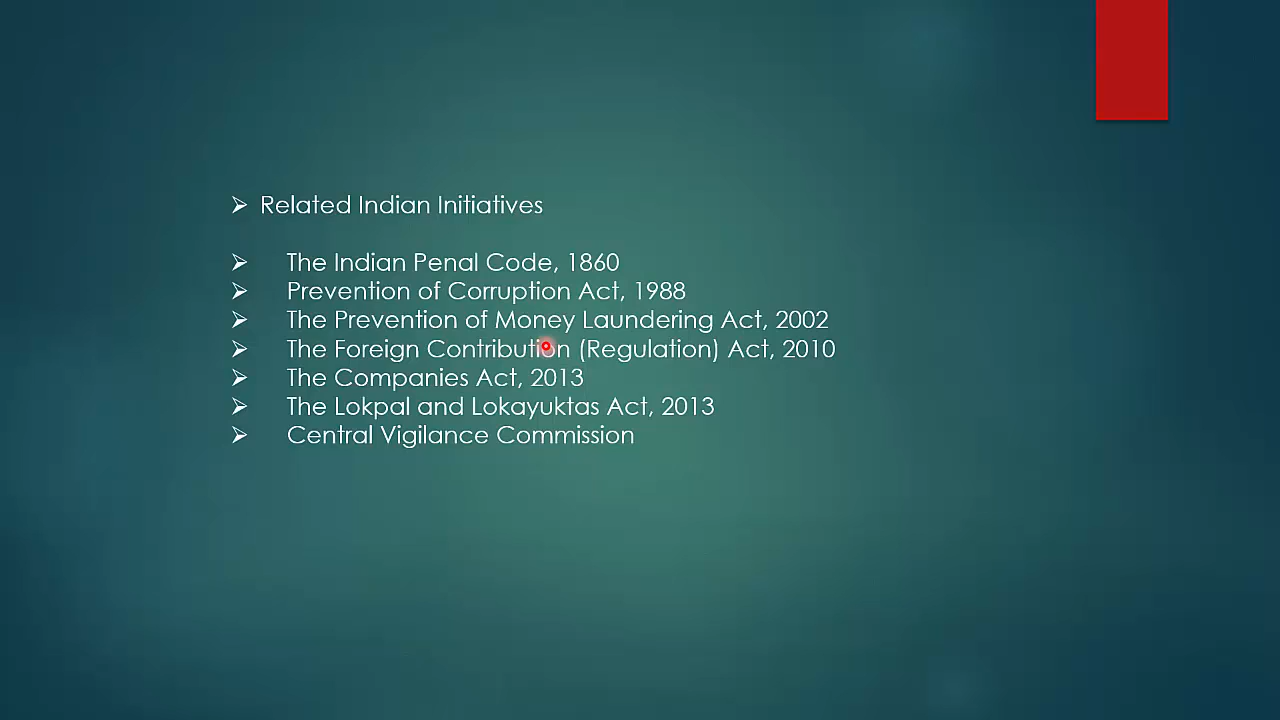 ➢ Related Indian Initiatives
➢ The Indian Penal Code, 1860
➢ Prevention of Corruption Act, 1988
➢ The Prevention of Money Laundering Act, 2002
➢ The Foreign Contribution (Regulation) Act, 2010
➢ The Companies Act, 2013
➢ The Lokpal and Lokayuktas Act, 2013
➢ Central Vigilance Commission